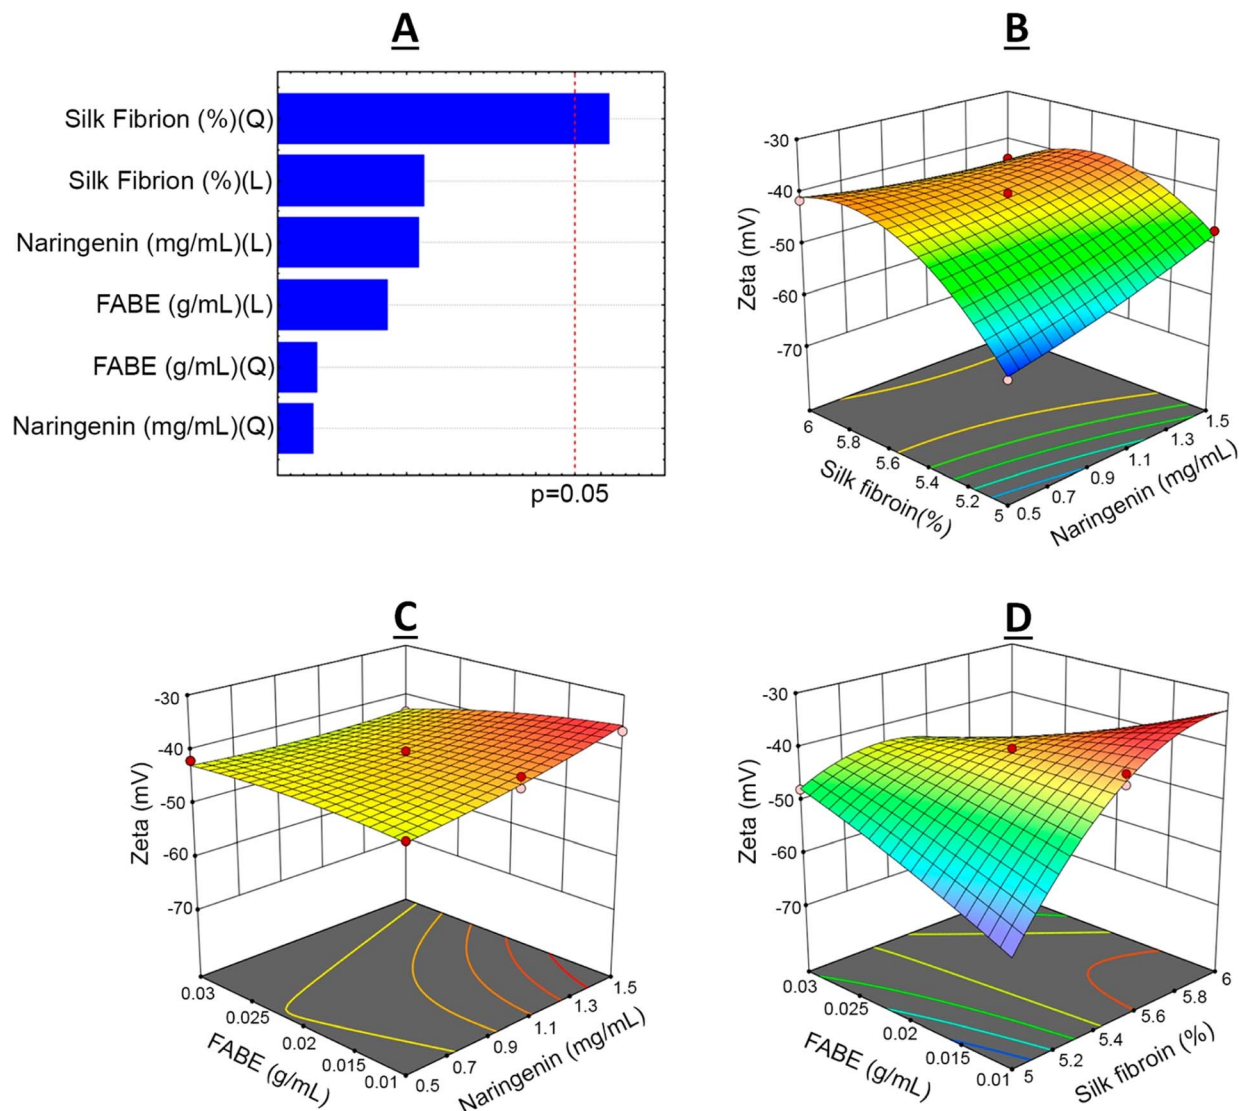 A
Silk Fibrion (%)(Q)
Silk Fibrion (%)(L)
Naringenin (mg/mL)(L)
FABE (g/mL)(L)
FABE (g/mL)(Q)
Naringenin (mg/mL)(Q)
p=0.05
B
-30
-40
-50
-60
-70
Zeta (mV)
6
5.8
5.6
5.4
5.2
5
Silk fibroin(%)
0.5
0.7
0.9
1.1
1.3
1.5
Naringenin (mg/mL)
C
-30
-40
-50
-60
-70
Zeta (mV)
0.03
0.025
0.02
0.015
0.01
FABE (g/mL)
0.5
0.7
0.9
1.1
1.3
1.5
Naringenin (mg/mL)
D
-30
-40
-50
-60
-70
Zeta (mV)
0.03
0.025
0.02
0.015
0.01
FABE (g/mL)
5
5.2
5.4
5.6
5.8
6
Silk fibroin (%)